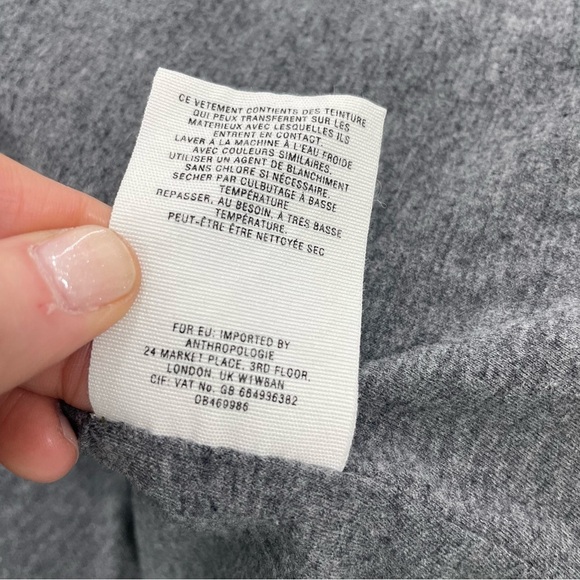 CE VETEMENT CONTIENTS DES TEINTURE
QUI PEUX TRANSFERENT SUR LES
MATERIEUX AVEC LESQUELLES ILS
ENTRENT EN CONTACT.
LAVER À LA MACHINE À L'EAU FROIDE
AVEC COULEURS SIMILAIRES.
UTILISER UN AGENT DE BLANCHIMENT
SANS CHLORE SI NÉCESSAIRE.
SECHER PAR CULBUTAGE À BASSE
TEMPÉRATURE.
REPASSER, AU BESOIN, À TRÈS BASSE
TEMPÉRATURE.
PEUT-ÊTRE ÊTRE NETTOYÉE SEC
FOR EU: IMPORTED BY
ANTHROPOLOGIE
24 MARKET PLACE, 3RD FLOOR,
LONDON, UK W1W8AN
CIF: VAT No. GB 684936382
OB469986